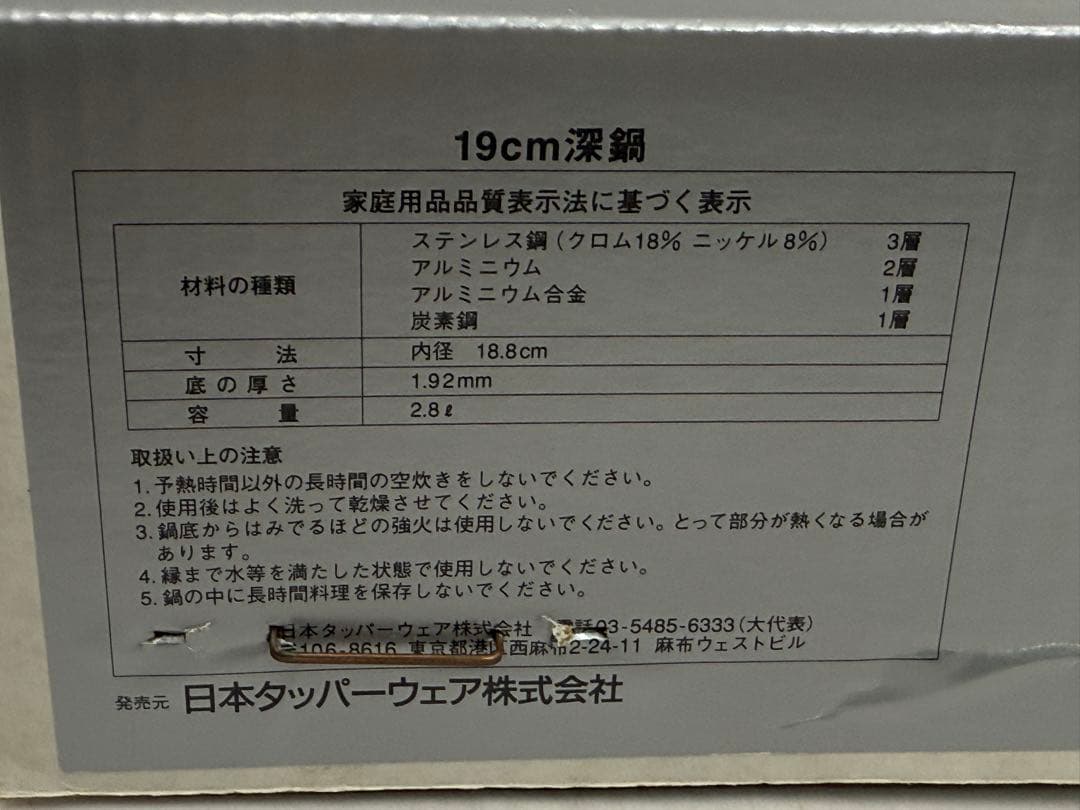 19cm深鍋
家庭用品品質表示法に基づく表示
材料の種類
ステンレス鋼(クロム18% ニッケル8%) 3層
アルミニウム 2層
アルミニウム合金 1層
炭素鋼 1層
寸法 内径 18.8cm
底の厚さ 1.92mm
容量 2.8ℓ
取扱い上の注意
1.予熱時間以外の長時間の空炊きをしないでください。
2.使用後はよく洗って乾燥させてください。
3.鍋底からはみでるほどの強火は使用しないでください。とって部分が熱くなる場合が
あります。
4.縁まで水等を満たした状態で使用しないでください。
5.鍋の中に長時間料理を保存しないでください。
日本タッパーウェア株式会社 電話03-5485-6333(大代表)
〒106-8616 東京都港区西麻布2-24-11 麻布ウェストビル
発売元 日本タッパーウェア株式会社